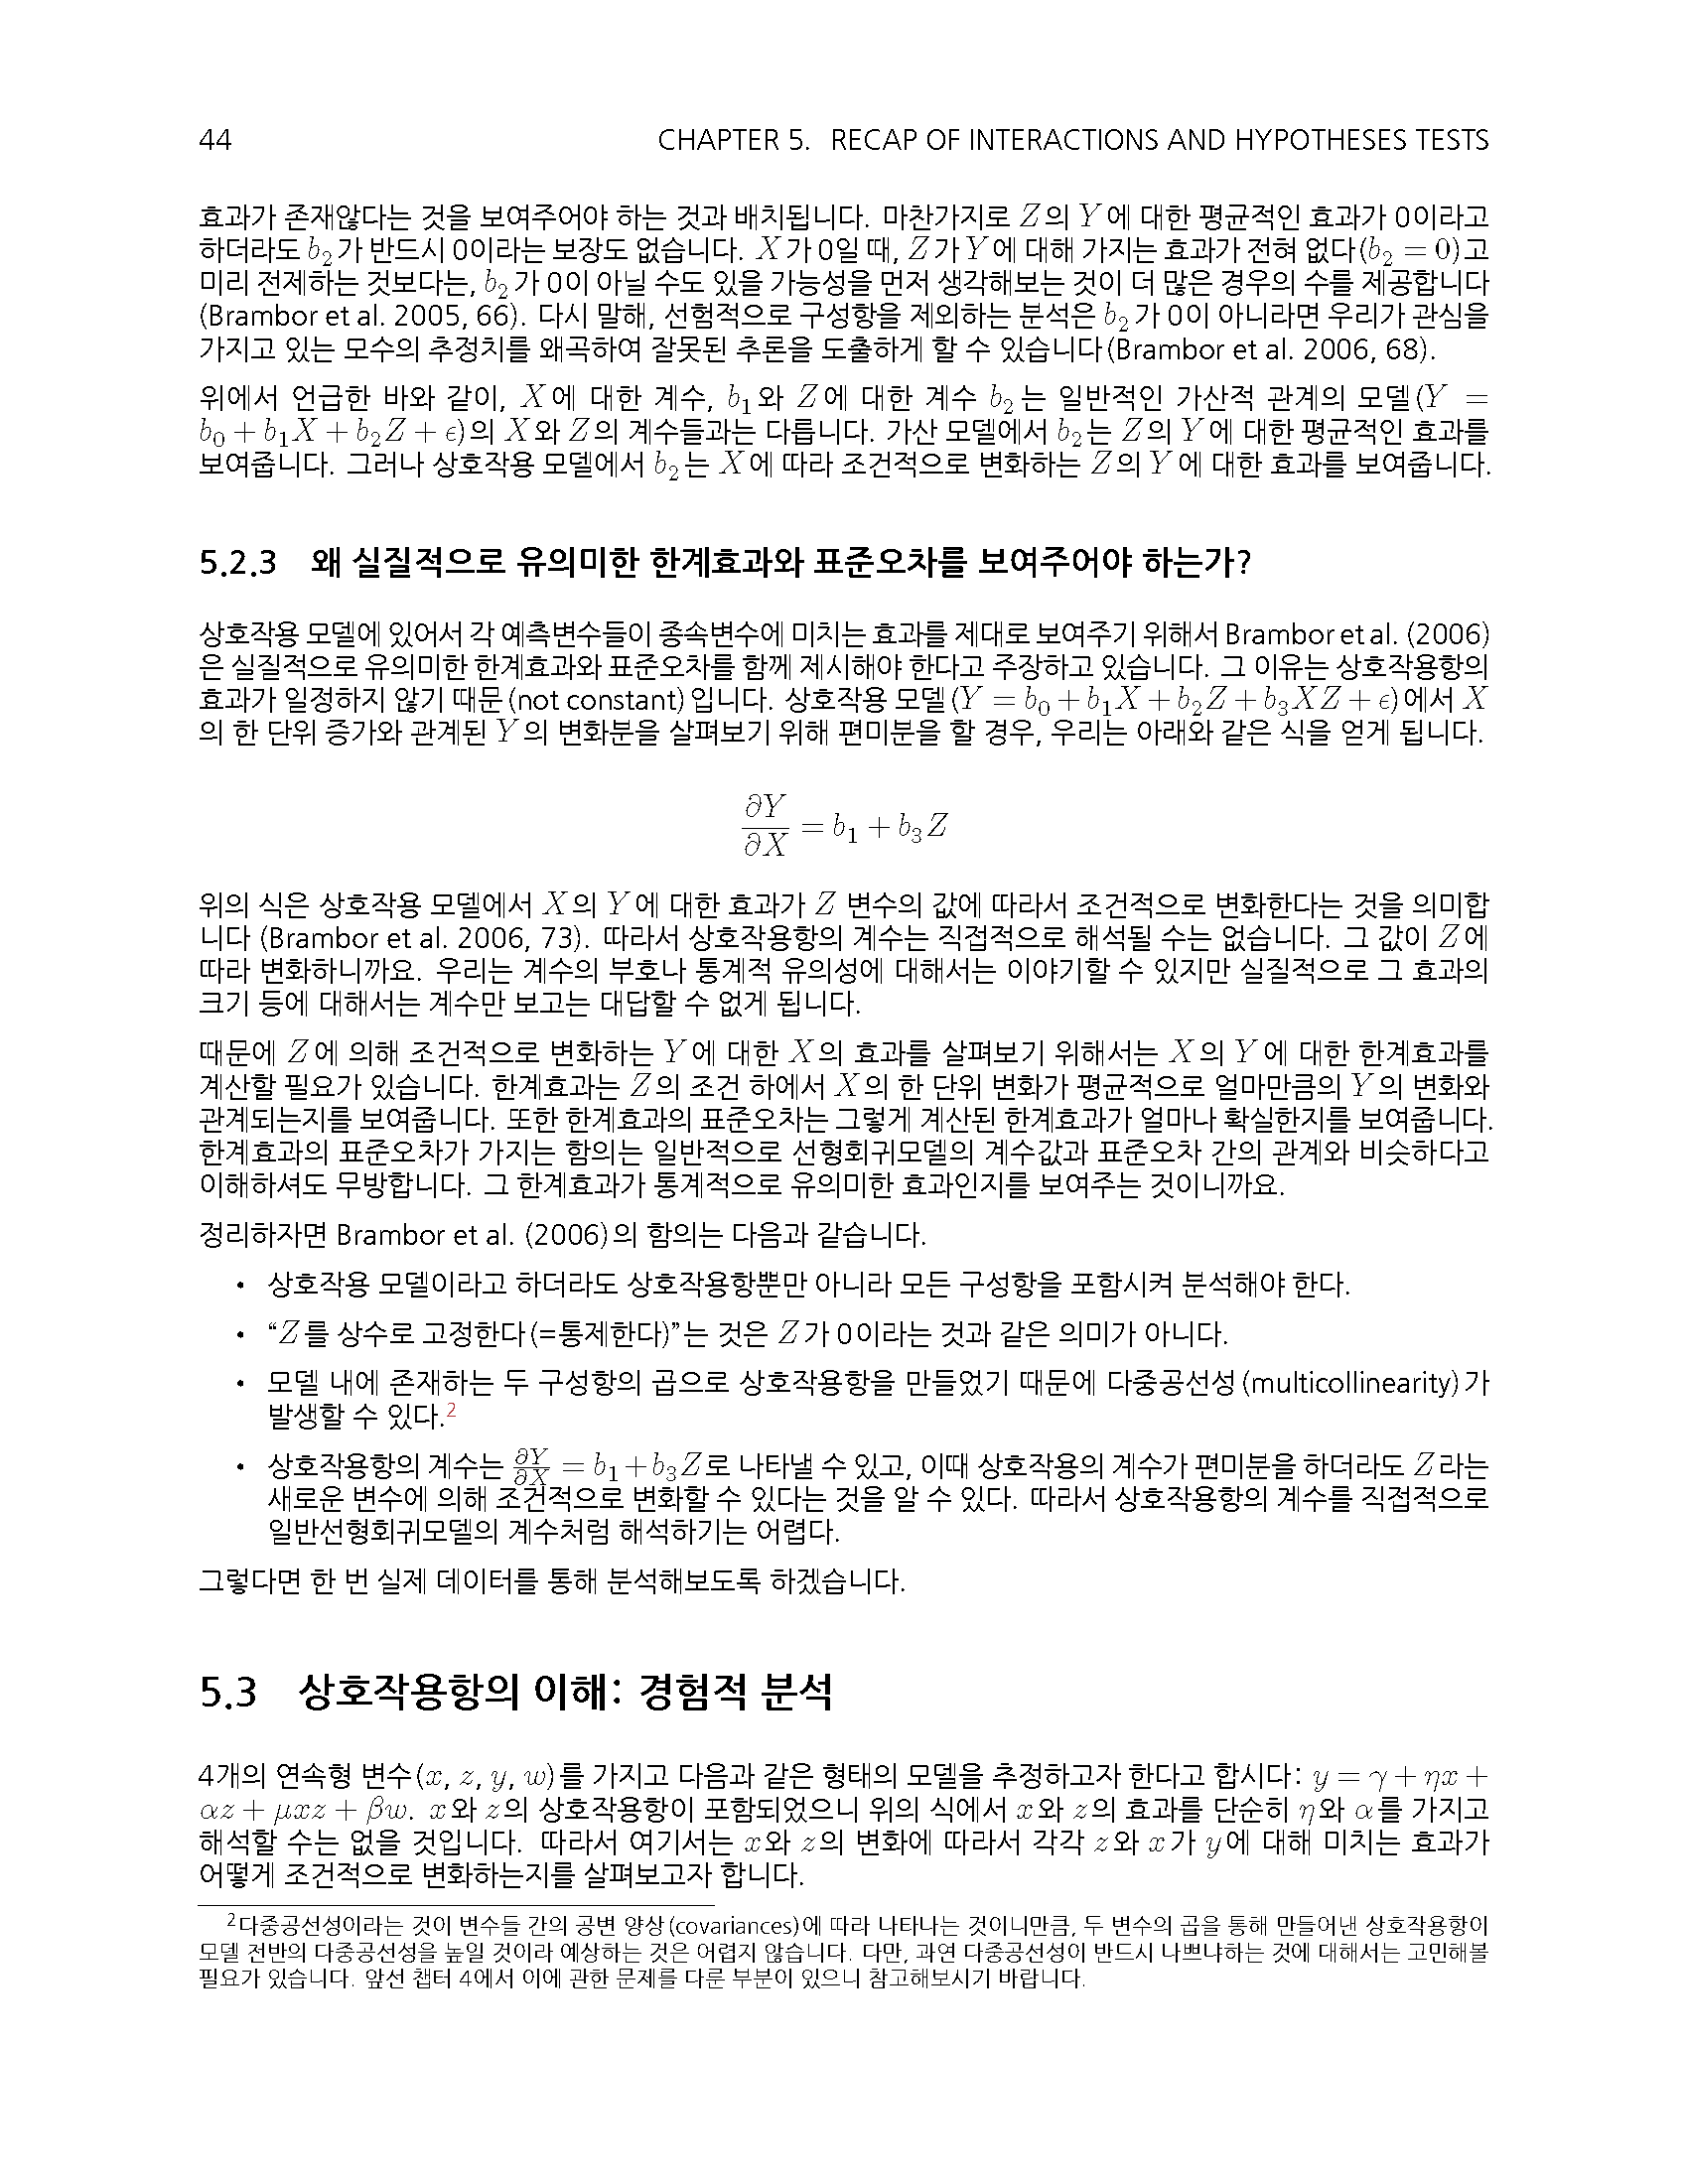 44 CHAPTER 5. RECAP OF INTERACTIONS AND HYPOTHESES TESTS
효과가 존재않다는 것을 보여주어야 하는 것과 배치됩니다. 마찬가지로 Z의 Y에 대한 평균적인 효과가 0이라고
하더라도 b₂가 반드시 0이라는 보장도 없습니다. X가 0일 때, Z가 Y에 대해 가지는 효과가 전혀 없다(b₂ = 0)고
미리 전제하는 것보다는, b₂가 0이 아닐 수도 있을 가능성을 먼저 생각해보는 것이 더 많은 경우의 수를 제공합니다
(Brambor et al. 2005, 66). 다시 말해, 선험적으로 구성항을 제외하는 분석은 b₂가 0이 아니라면 우리가 관심을
가지고 있는 모수의 추정치를 왜곡하여 잘못된 추론을 도출하게 할 수 있습니다(Brambor et al. 2006, 68).
위에서 언급한 바와 같이, X에 대한 계수, b₁와 Z에 대한 계수 b₂는 일반적인 가산적 관계의 모델(Y =
b₀ + b₁X + b₂Z + ϵ)의 X와 Z의 계수들과는 다릅니다. 가산 모델에서 b₂는 Z의 Y에 대한 평균적인 효과를
보여줍니다. 그러나 상호작용 모델에서 b₂는 X에 따라 조건적으로 변화하는 Z의 Y에 대한 효과를 보여줍니다.
5.2.3 왜 실질적으로 유의미한 한계효과와 표준오차를 보여주어야 하는가?
상호작용 모델에 있어서 각 예측변수들이 종속변수에 미치는 효과를 제대로 보여주기 위해서 Brambor et al. (2006)
은 실질적으로 유의미한 한계효과와 표준오차를 함께 제시해야 한다고 주장하고 있습니다. 그 이유는 상호작용항의
효과가 일정하지 않기 때문(not constant)입니다. 상호작용 모델(Y = b₀ + b₁X + b₂Z + b₃XZ + ϵ)에서 X
의 한 단위 증가와 관계된 Y의 변화분을 살펴보기 위해 편미분을 할 경우, 우리는 아래와 같은 식을 얻게 됩니다.
∂Y/∂X = b₁ + b₃Z
위의 식은 상호작용 모델에서 X의 Y에 대한 효과가 Z 변수의 값에 따라서 조건적으로 변화한다는 것을 의미합
니다 (Brambor et al. 2006, 73). 따라서 상호작용항의 계수는 직접적으로 해석될 수는 없습니다. 그 값이 Z에
따라 변화하니까요. 우리는 계수의 부호나 통계적 유의성에 대해서는 이야기할 수 있지만 실질적으로 그 효과의
크기 등에 대해서는 계수만 보고는 대답할 수 없게 됩니다.
때문에 Z에 의해 조건적으로 변화하는 Y에 대한 X의 효과를 살펴보기 위해서는 X의 Y에 대한 한계효과를
계산할 필요가 있습니다. 한계효과는 Z의 조건 하에서 X의 한 단위 변화가 평균적으로 얼마만큼의 Y의 변화와
관계되는지를 보여줍니다. 또한 한계효과의 표준오차는 그렇게 계산된 한계효과가 얼마나 확실한지를 보여줍니다.
한계효과의 표준오차가 가지는 함의는 일반적으로 선형회귀모델의 계수값과 표준오차 간의 관계와 비슷하다고
이해하셔도 무방합니다. 그 한계효과가 통계적으로 유의미한 효과인지를 보여주는 것이니까요.
정리하자면 Brambor et al. (2006)의 함의는 다음과 같습니다.
• 상호작용 모델이라고 하더라도 상호작용항뿐만 아니라 모든 구성항을 포함시켜 분석해야 한다.
• “Z를 상수로 고정한다(=통제한다)”는 것은 Z가 0이라는 것과 같은 의미가 아니다.
• 모델 내에 존재하는 두 구성항의 곱으로 상호작용항을 만들었기 때문에 다중공선성(multicollinearity)가
발생할 수 있다.²
• 상호작용항의 계수는 ∂Y/∂X = b₁+b₃Z로 나타낼 수 있고, 이때 상호작용의 계수가 편미분을 하더라도 Z라는
새로운 변수에 의해 조건적으로 변화할 수 있다는 것을 알 수 있다. 따라서 상호작용항의 계수를 직접적으로
일반선형회귀모델의 계수처럼 해석하기는 어렵다.
그렇다면 한 번 실제 데이터를 통해 분석해보도록 하겠습니다.
5.3 상호작용항의 이해: 경험적 분석
4개의 연속형 변수(x, z, y, w)를 가지고 다음과 같은 형태의 모델을 추정하고자 한다고 합시다: y = γ + ηx +
αz + μxz + βw. x와 z의 상호작용항이 포함되었으니 위의 식에서 x와 z의 효과를 단순히 η와 α를 가지고
해석할 수는 없을 것입니다. 따라서 여기서는 x와 z의 변화에 따라서 각각 z와 x가 y에 대해 미치는 효과가
어떻게 조건적으로 변화하는지를 살펴보고자 합니다.
²다중공선성이라는 것이 변수들 간의 공변 양상(covariances)에 따라 나타나는 것이니만큼, 두 변수의 곱을 통해 만들어낸 상호작용항이
모델 전반의 다중공선성을 높일 것이라 예상하는 것은 어렵지 않습니다. 다만, 과연 다중공선성이 반드시 나쁘냐하는 것에 대해서는 고민해볼
필요가 있습니다. 앞선 챕터 4에서 이에 관한 문제를 다룬 부분이 있으니 참고해보시기 바랍니다.